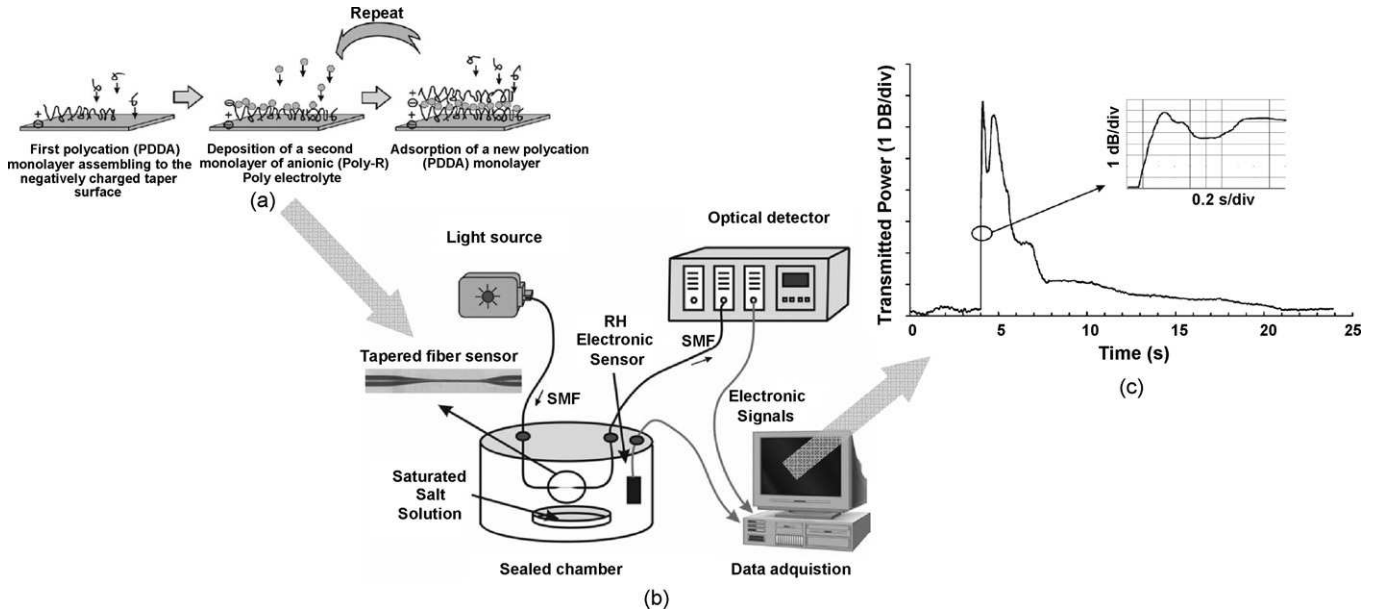 Repeat
First polycation (PDDA)
monolayer assembling to the
negatively charged taper
surface
Deposition of a second
monolayer of anionic (Poly-R)
Poly electrolyte
Adsorption of a new polycation
(PDDA) monolayer
(a)
Light source
Optical detector
Tapered fiber sensor
RH
Electronic
Sensor
SMF
SMF
Electronic
Signals
Saturated
Salt
Solution
Sealed chamber
Data adquistion
(b)
Transmitted Power (1 DB/div)
1 dB/div
0.2 s/div
0 5 10 15 20 25
Time (s)
(c)